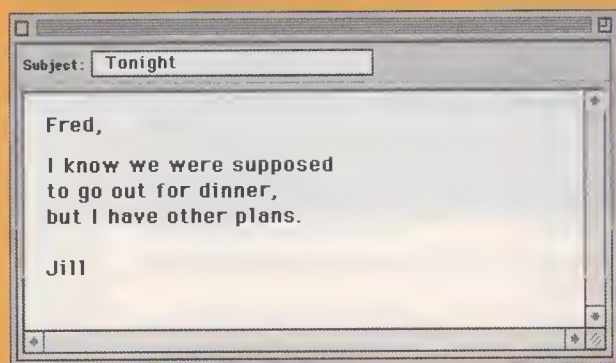 Subject: Tonight
Fred,
I know we were supposed
to go out for dinner,
but I have other plans.
Jill